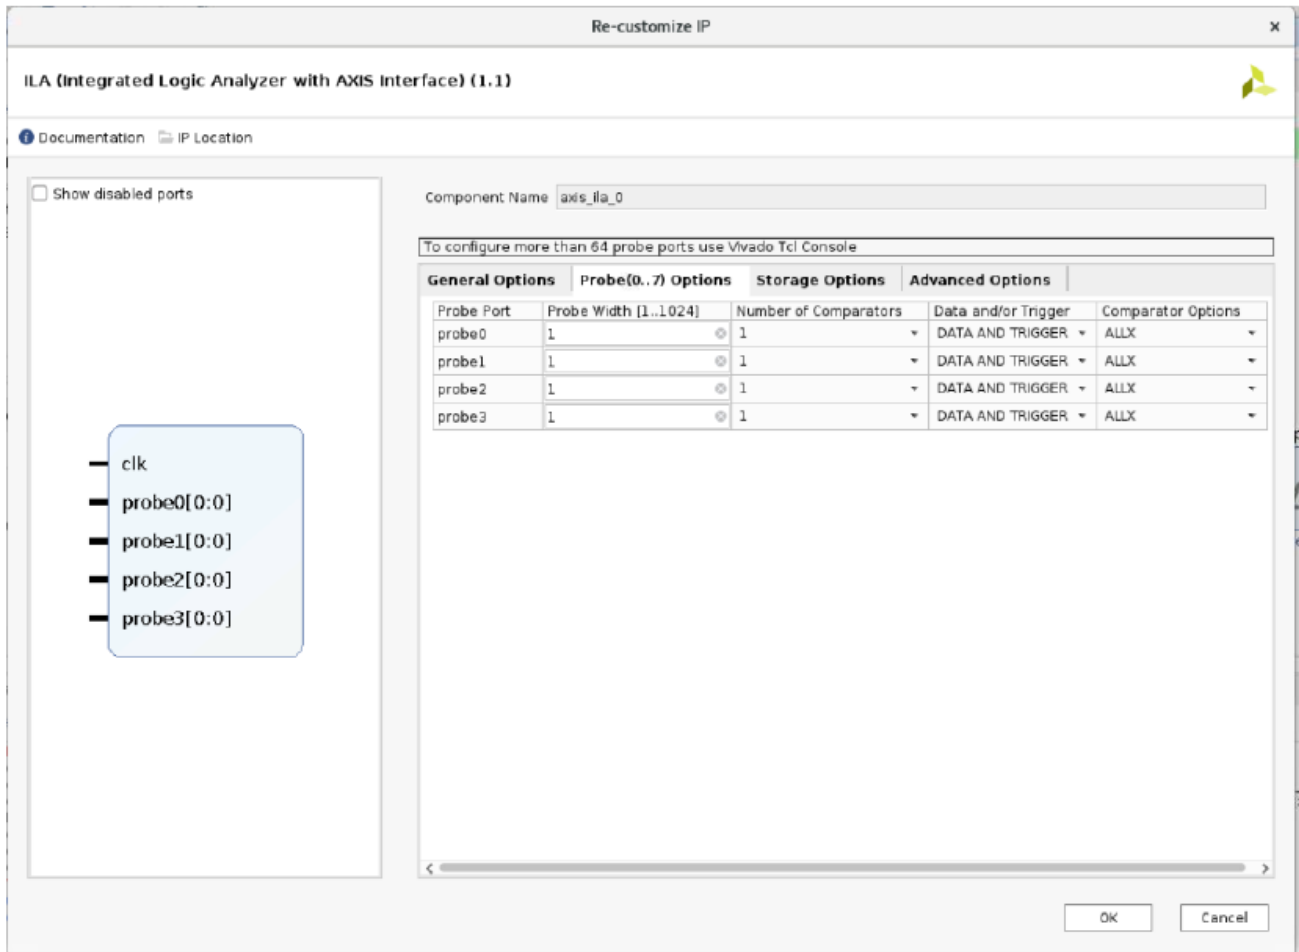 Re-customize IP ×
ILA (Integrated Logic Analyzer with AXIS Interface) (1.1)
Documentation IP Location
Show disabled ports
clk
probe0[0:0]
probe1[0:0]
probe2[0:0]
probe3[0:0]
Component Name axis_ila_0
To configure more than 64 probe ports use Vivado Tcl Console
General Options Probe(0..7) Options Storage Options Advanced Options
Probe Port Probe Width [1..1024] Number of Comparators Data and/or Trigger Comparator Options
probe0 1 1 DATA AND TRIGGER ALLX
probe1 1 1 DATA AND TRIGGER ALLX
probe2 1 1 DATA AND TRIGGER ALLX
probe3 1 1 DATA AND TRIGGER ALLX
OK Cancel